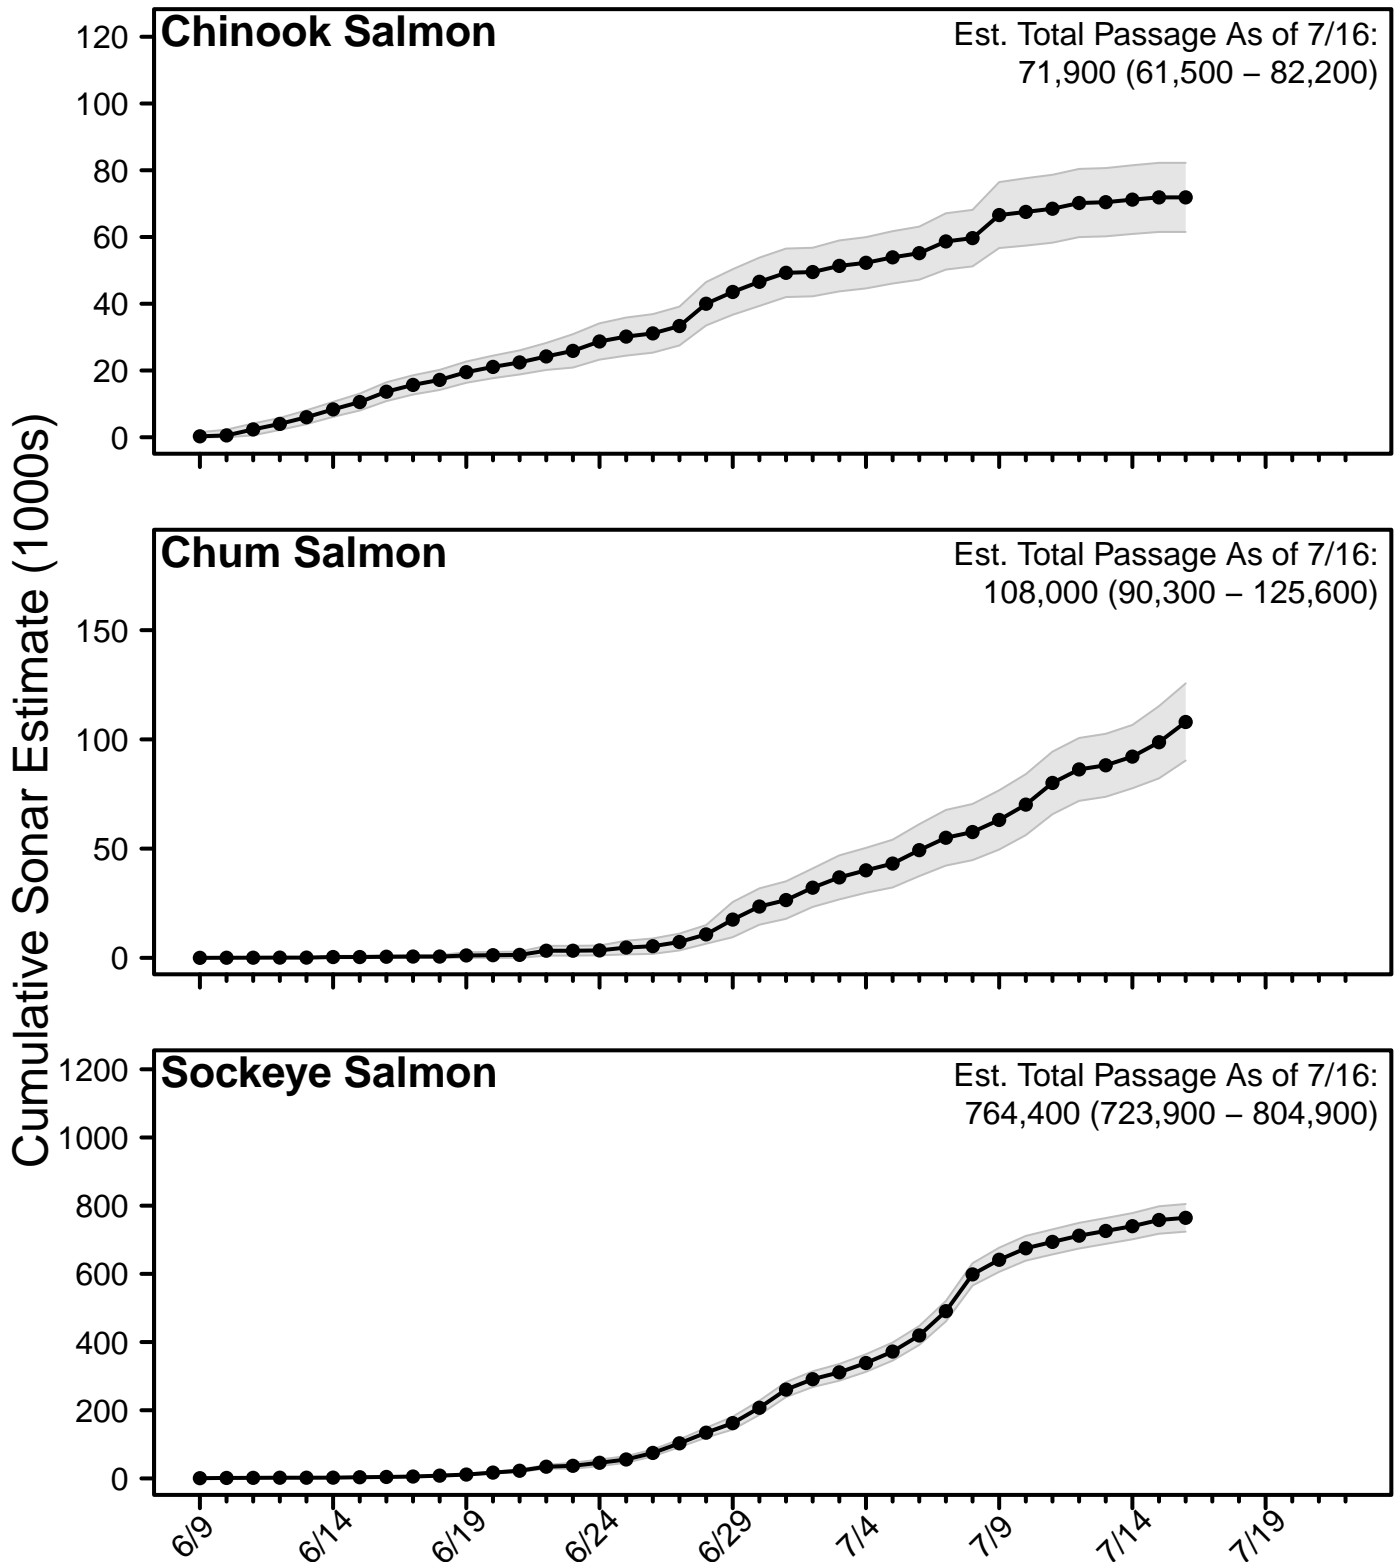 Cumulative Sonar Estimate (1000s)
Chinook Salmon
Est. Total Passage As of 7/16:
71,900 (61,500 – 82,200)
120
100
80
60
40
20
0
Chum Salmon
Est. Total Passage As of 7/16:
108,000 (90,300 – 125,600)
150
100
50
0
Sockeye Salmon
Est. Total Passage As of 7/16:
764,400 (723,900 – 804,900)
1200
1000
800
600
400
200
0
6/9 6/14 6/19 6/24 6/29 7/4 7/9 7/14 7/19